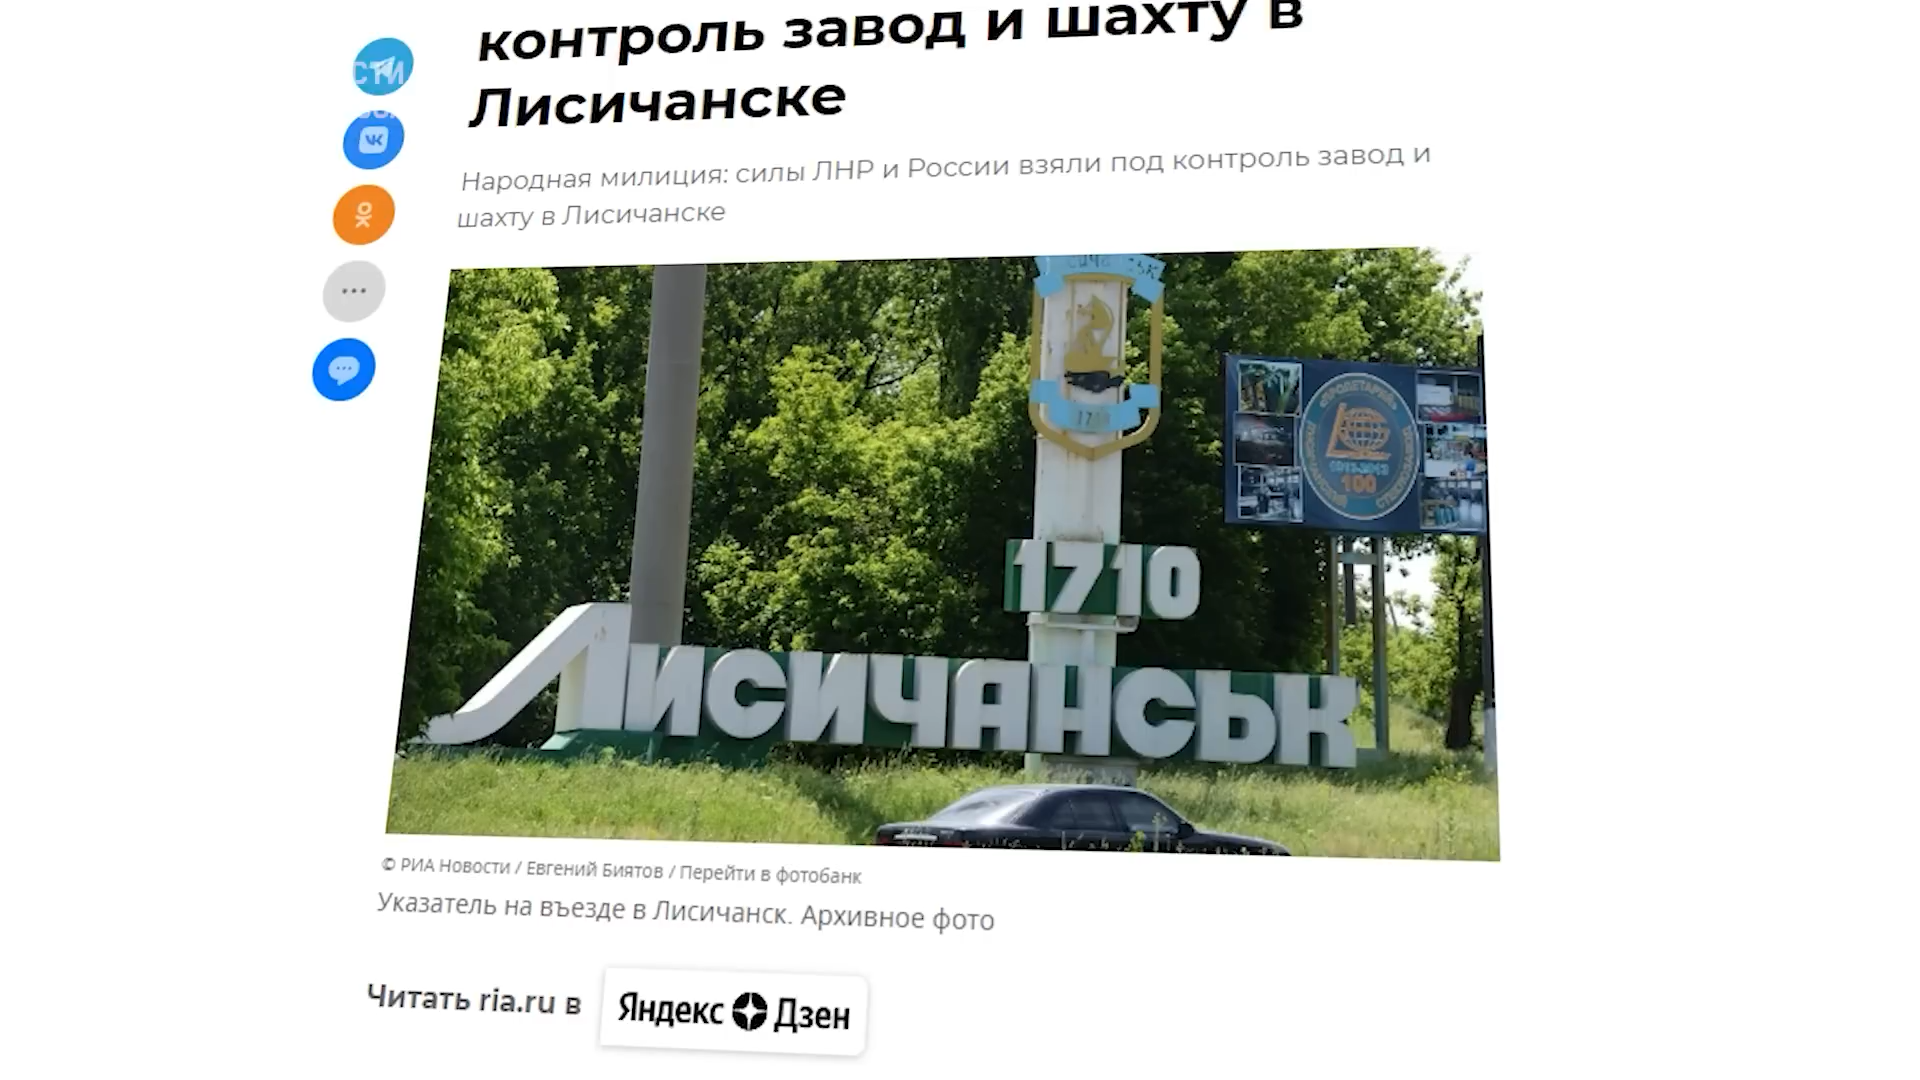 контроль завод и шахту в
Лисичанске
Народная милиция: силы ЛНР и России взяли под контроль завод и
шахту в Лисичанске
1710
Лисичанськ
100
© РИА Новости / Евгений Биятов / Перейти в фотобанк
Указатель на въезде в Лисичанск. Архивное фото
Читать ria.ru в
Яндекс Дзен